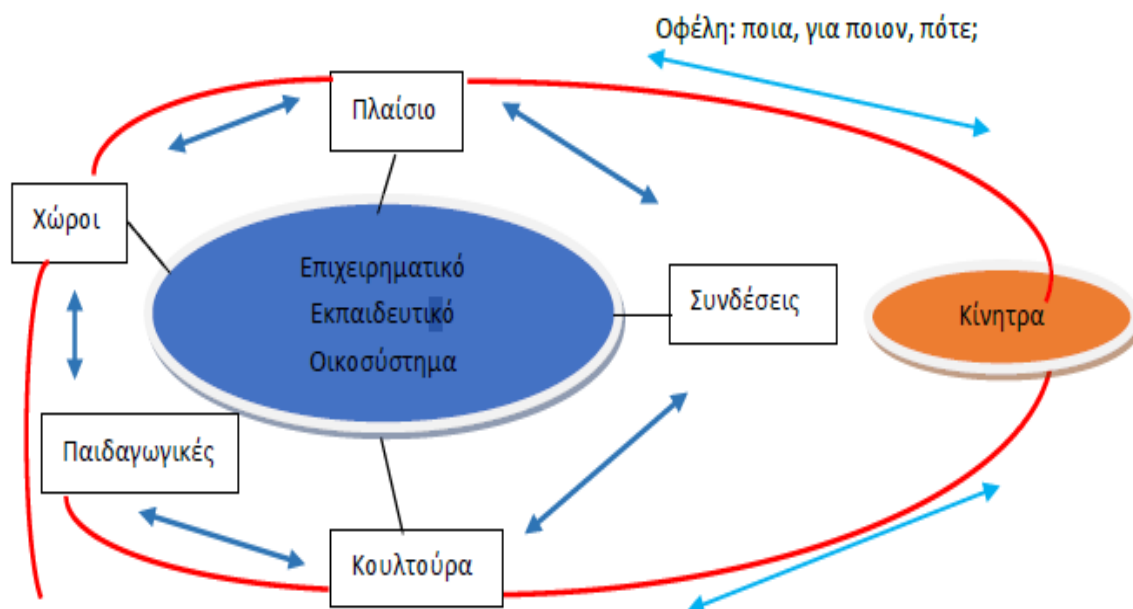 Οφέλη: ποια, για ποιον, πότε;
Πλαίσιο
Χώροι
Επιχειρηματικό
Εκπαιδευτικό
Οικοσύστημα
Συνδέσεις
Κίνητρα
Παιδαγωγικές
Κουλτούρα